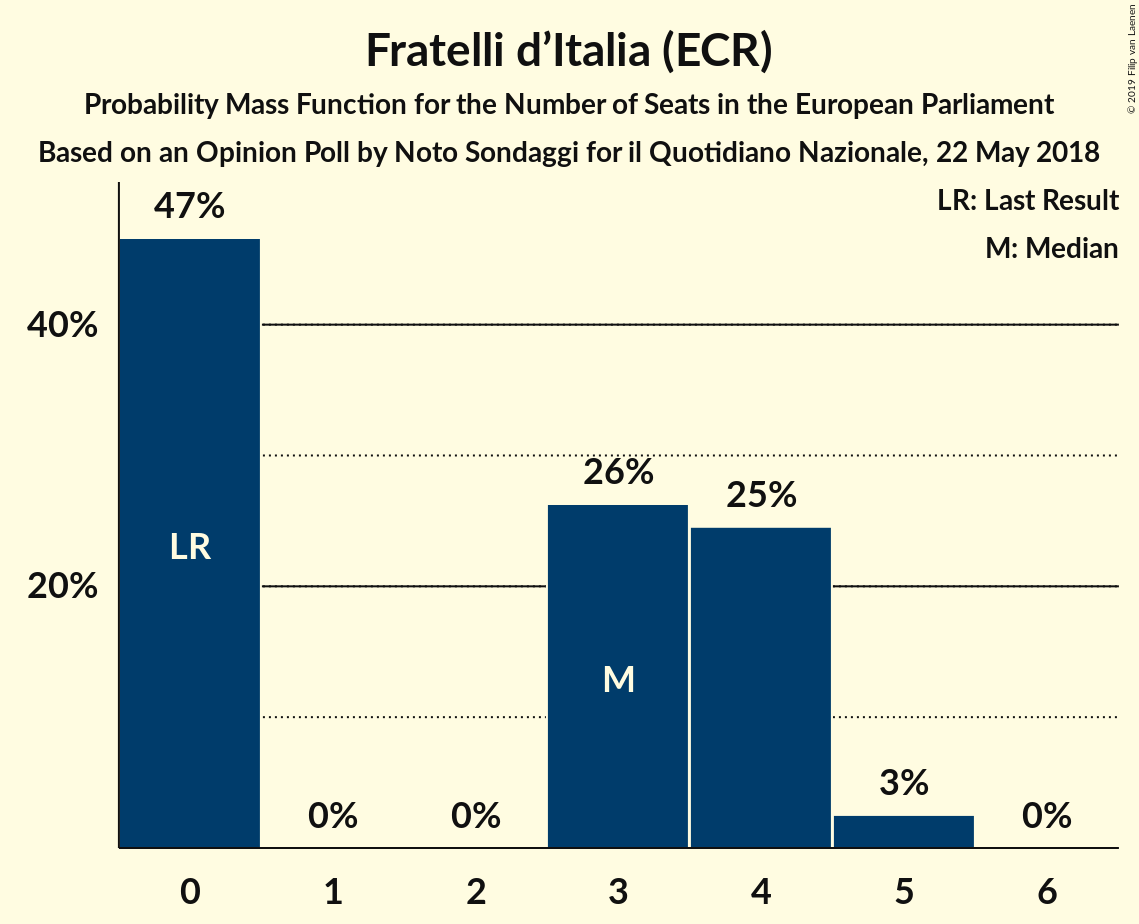 Fratelli d’Italia (ECR)
Probability Mass Function for the Number of Seats in the European Parliament
Based on an Opinion Poll by Noto Sondaggi for il Quotidiano Nazionale, 22 May 2018
© 2019 Filip van Laenen
LR: Last Result
M: Median
47%
40%
26%
25%
LR
20%
M
3%
0%
0%
0%
0
1
2
3
4
5
6